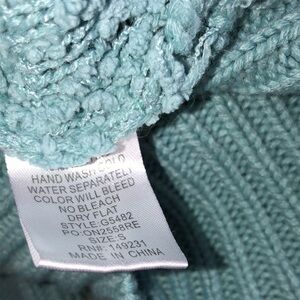 HAND WASH COLD
WATER SEPARATELY
COLOR WILL BLEED
NO BLEACH
DRY FLAT
STYLE:G5482
PO:ON2558RE
SIZE:S
RN#: 149231
MADE IN CHINA